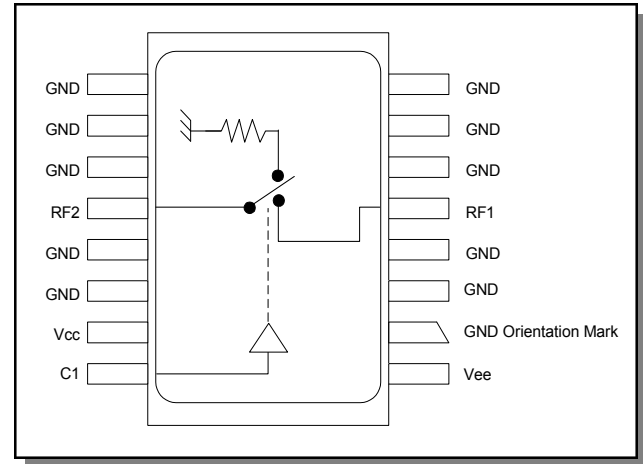 GND GND
GND GND
GND GND
RF2 RF1
GND GND
GND GND
Vcc GND Orientation Mark
C1 Vee